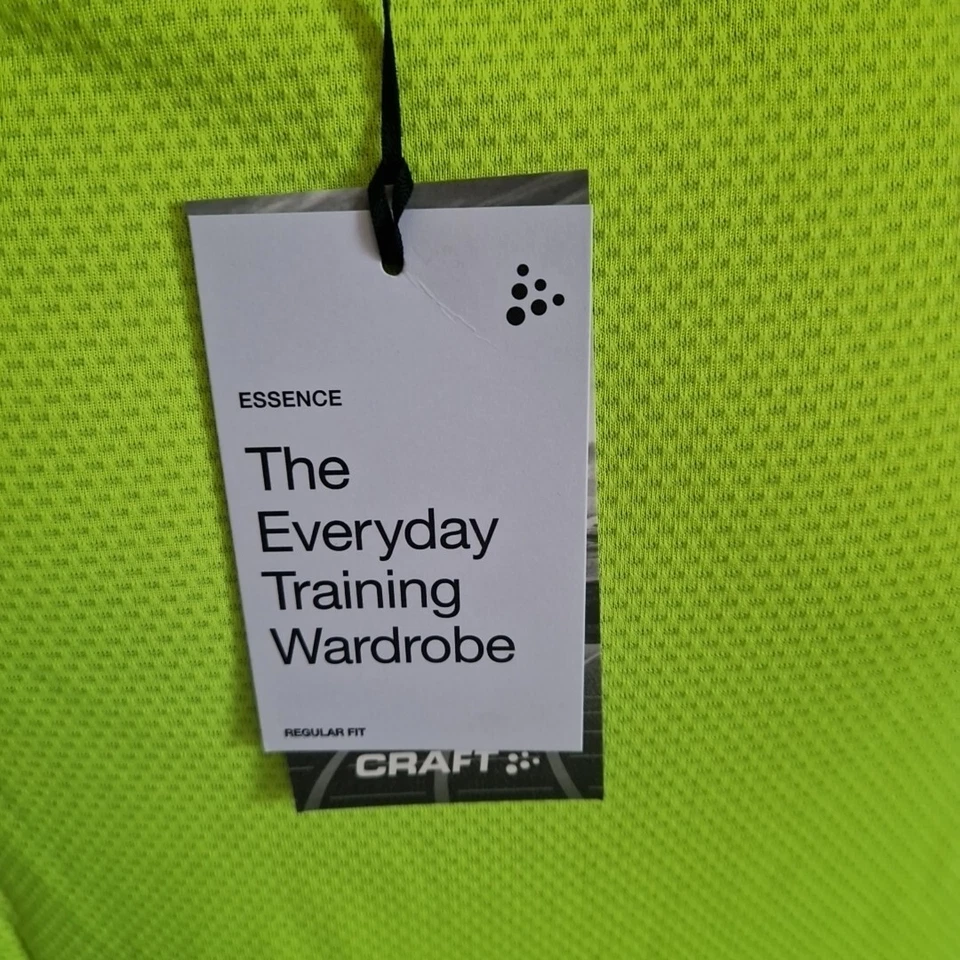 ESSENCE
The
Everyday
Training
Wardrobe
REGULAR FIT
CRAFT